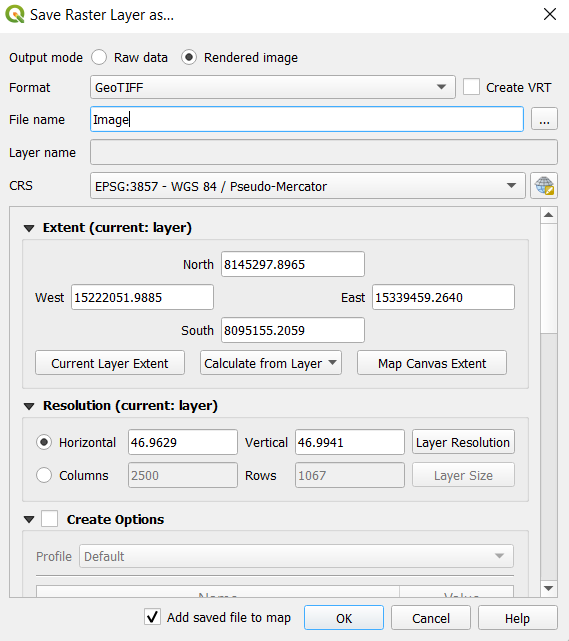 Save Raster Layer as...
Output mode Raw data Rendered image
Format GeoTIFF Create VRT
File name Image ...
Layer name
CRS EPSG:3857 - WGS 84 / Pseudo-Mercator
Extent (current: layer)
North 8145297.8965
West 15222051.9885 East 15339459.2640
South 8095155.2059
Current Layer Extent Calculate from Layer Map Canvas Extent
Resolution (current: layer)
Horizontal 46.9629 Vertical 46.9941 Layer Resolution
Columns 2500 Rows 1067 Layer Size
Create Options
Profile Default
Name Value
Add saved file to map OK Cancel Help